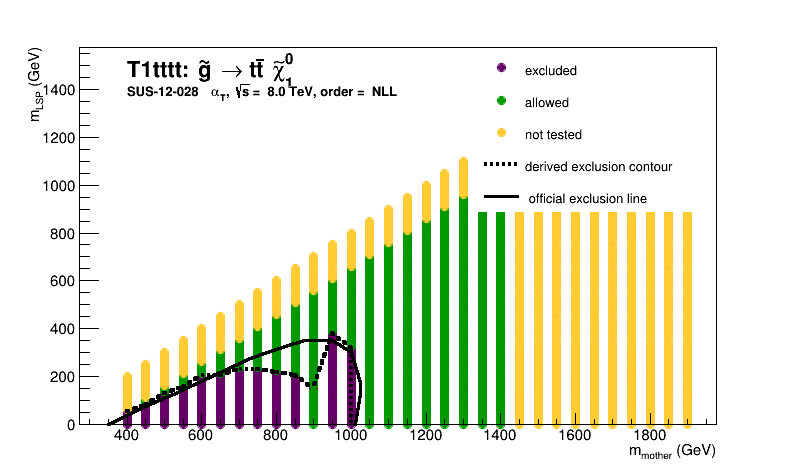 T1tttt: g̃ → tt̄ χ̃⁰₁
SUS-12-028 α_T, √s = 8.0 TeV, order = NLL
excluded
allowed
not tested
derived exclusion contour
official exclusion line
m_LSP (GeV)
1400
1200
1000
800
600
400
200
0
400 600 800 1000 1200 1400 1600 1800
m_mother (GeV)